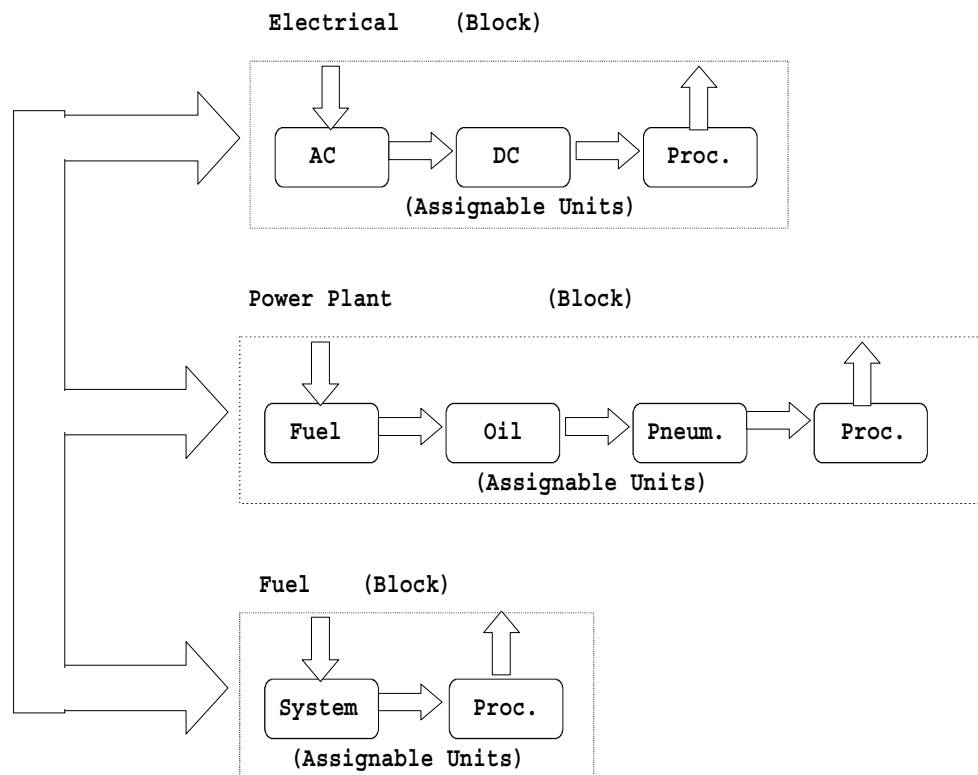 Electrical (Block)
AC DC Proc.
(Assignable Units)
Power Plant (Block)
Fuel Oil Pneum. Proc.
(Assignable Units)
Fuel (Block)
System Proc.
(Assignable Units)